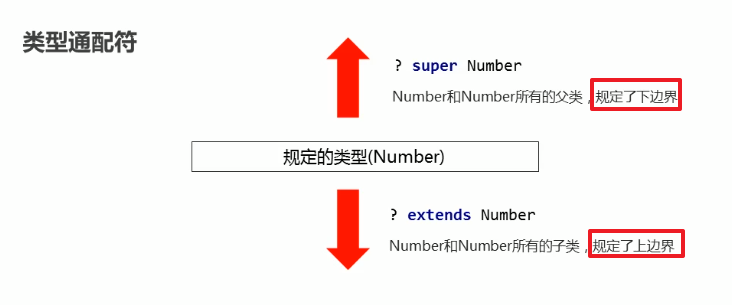 类型通配符
? super Number
Number和Number所有的父类，规定了下边界
规定的类型(Number)
? extends Number
Number和Number所有的子类，规定了上边界